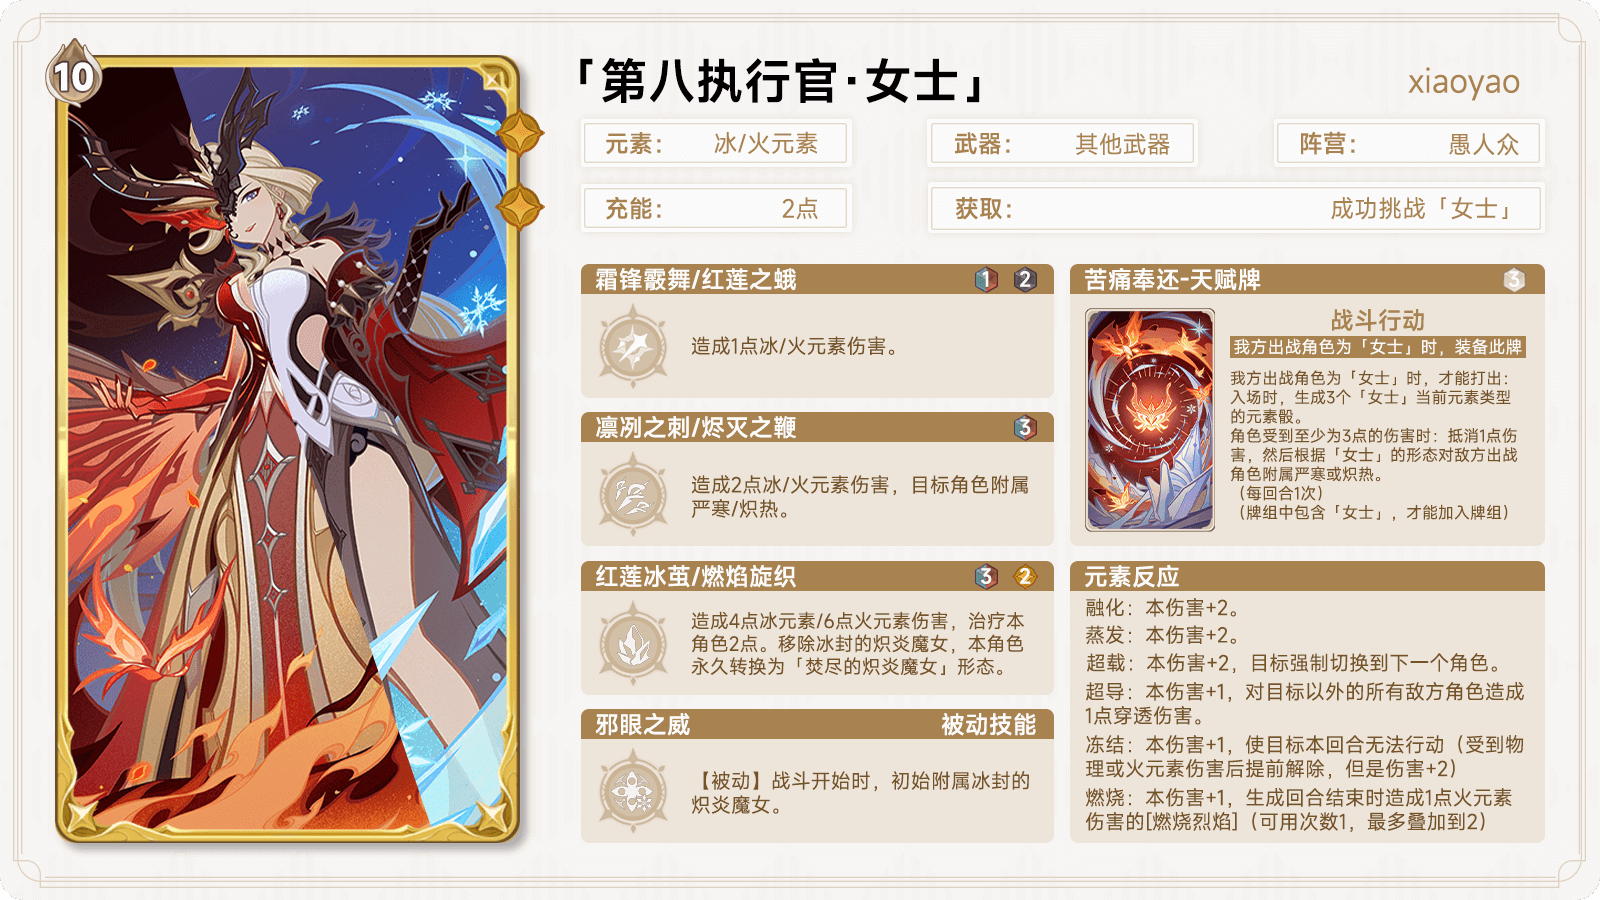 10
「第八执行官·女士」
xiaoyao
元素： 冰/火元素
武器： 其他武器
阵营： 愚人众
充能： 2点
获取： 成功挑战「女士」
霜锋霰舞/红莲之蛾 1 2
造成1点冰/火元素伤害。
凛冽之刺/烬灭之鞭 3
造成2点冰/火元素伤害，目标角色附属
严寒/炽热。
红莲冰茧/燃焰旋织 3 2
造成4点冰元素/6点火元素伤害，治疗本
角色2点。移除冰封的炽炎魔女，本角色
永久转换为「焚尽的炽炎魔女」形态。
邪眼之威 被动技能
【被动】战斗开始时，初始附属冰封的
炽炎魔女。
苦痛奉还-天赋牌 3
战斗行动
我方出战角色为「女士」时，装备此牌
我方出战角色为「女士」时，才能打出：
入场时，生成3个「女士」当前元素类型
的元素骰。
角色受到至少为3点的伤害时：抵消1点伤
害，然后根据「女士」的形态对敌方出战
角色附属严寒或炽热。
（每回合1次）
（牌组中包含「女士」，才能加入牌组）
元素反应
融化：本伤害+2。
蒸发：本伤害+2。
超载：本伤害+2，目标强制切换到下一个角色。
超导：本伤害+1，对目标以外的所有敌方角色造成
1点穿透伤害。
冻结：本伤害+1，使目标本回合无法行动（受到物
理或火元素伤害后提前解除，但是伤害+2）
燃烧：本伤害+1，生成回合结束时造成1点火元素
伤害的[燃烧烈焰]（可用次数1，最多叠加到2）